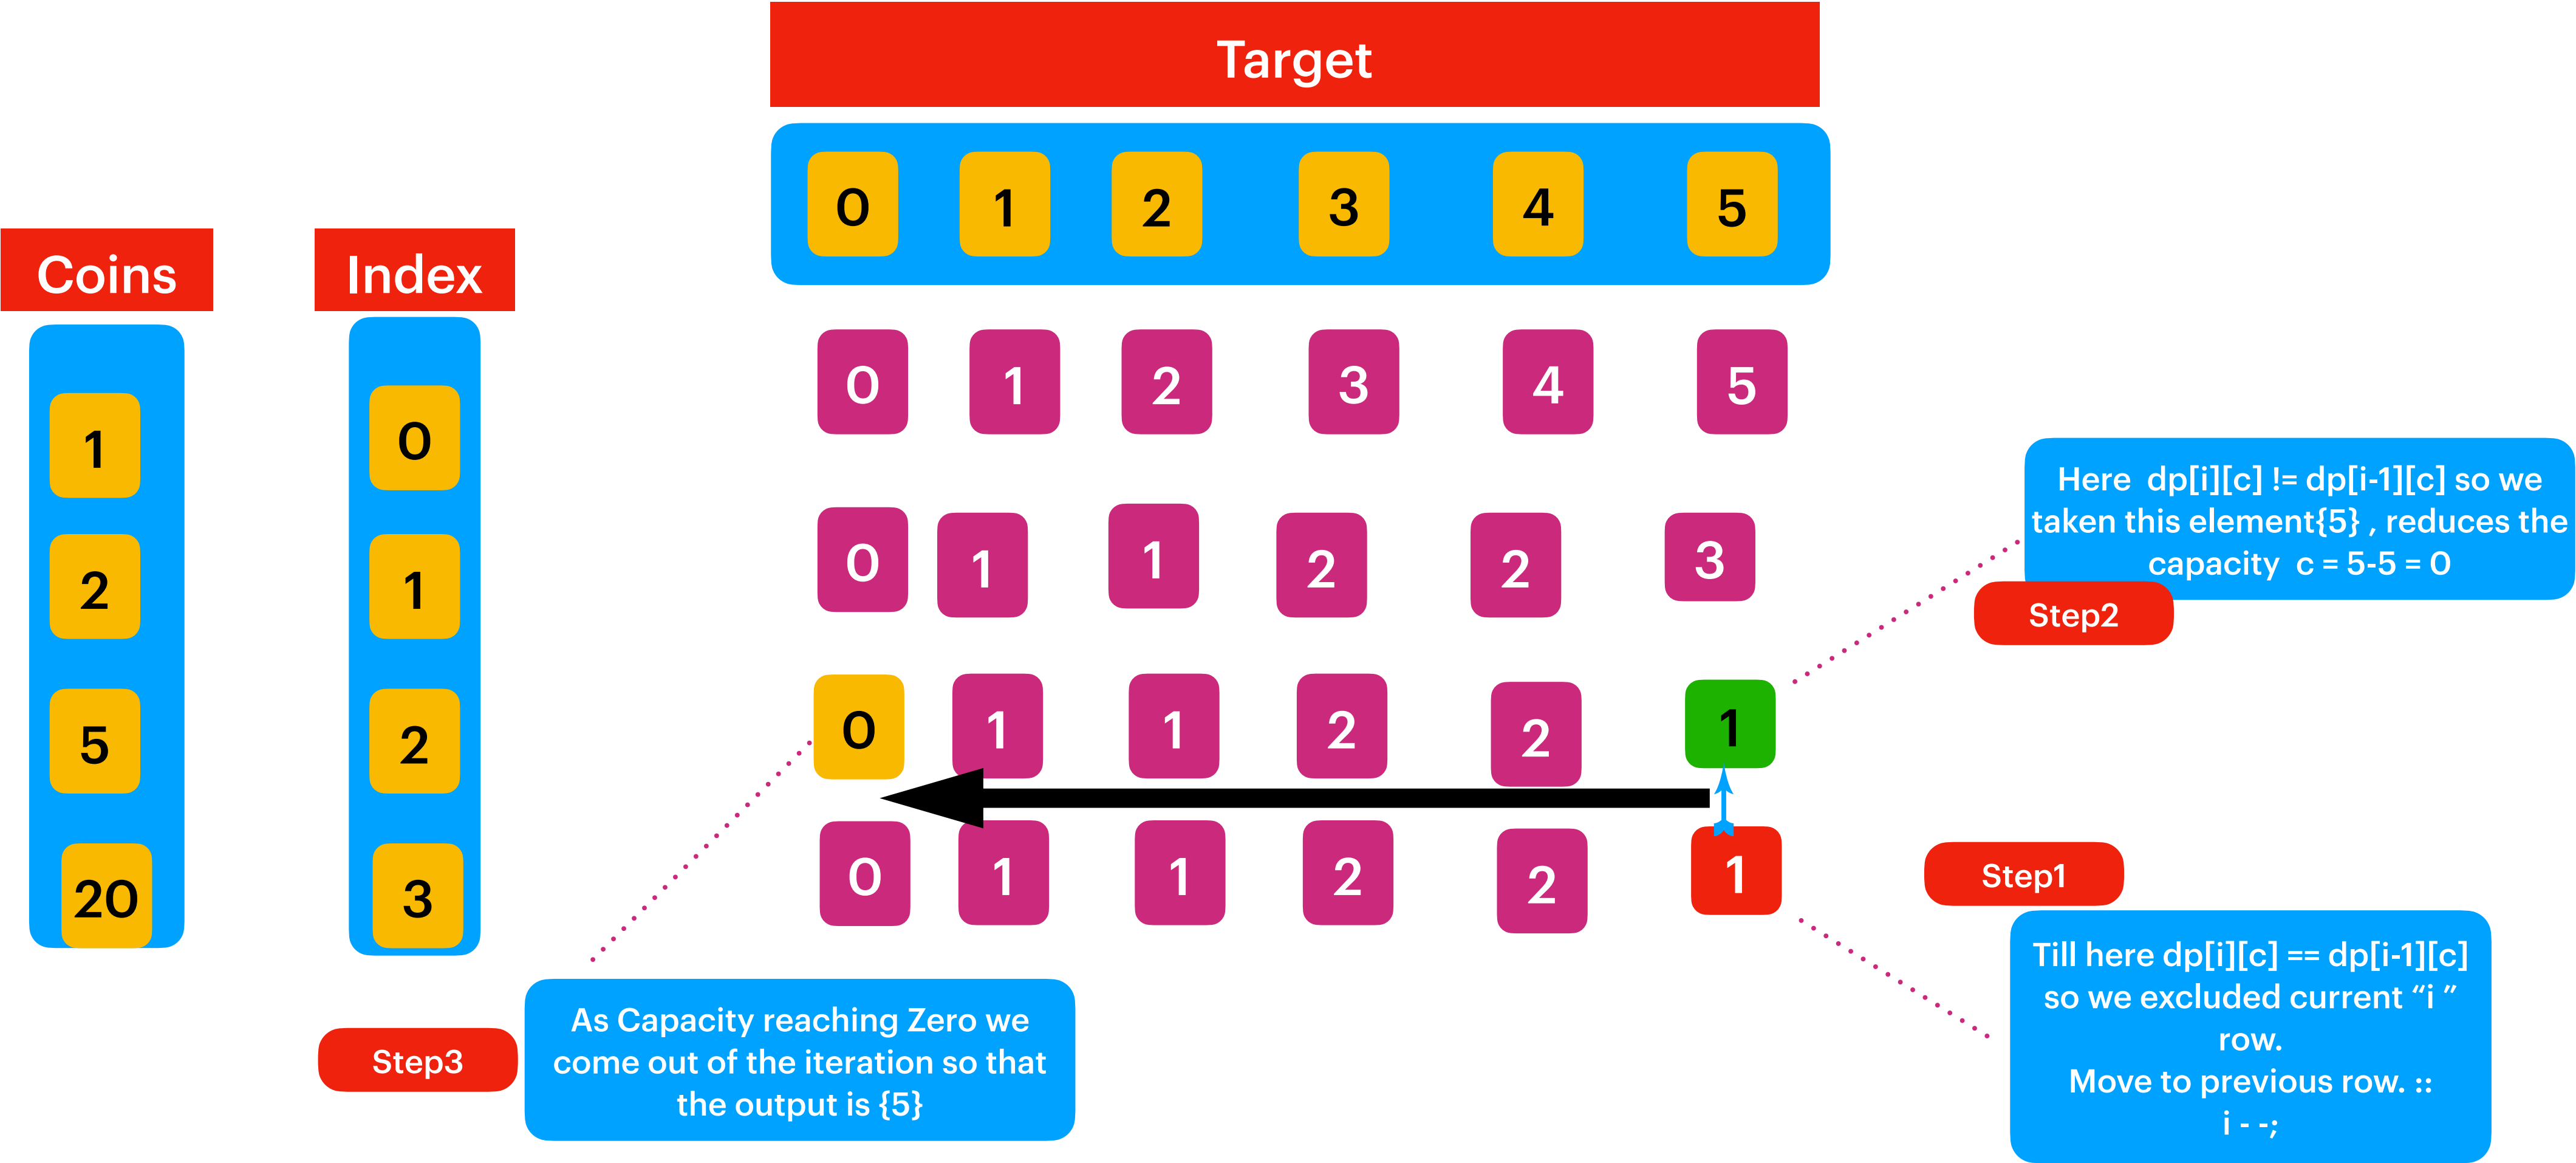 Target
0 1 2 3 4 5
Coins
Index
0 1 2 3 4 5
1 0
2 1
0 1 1 2 2 3
Here dp[i][c] != dp[i-1][c] so we
taken this element{5} , reduces the
capacity c = 5-5 = 0
Step2
5 2
0 1 1 2 2 1
20 3
0 1 1 2 2 1
Step1
Till here dp[i][c] == dp[i-1][c]
so we excluded current “i ”
row.
Move to previous row. ::
i - -;
Step3
As Capacity reaching Zero we
come out of the iteration so that
the output is {5}